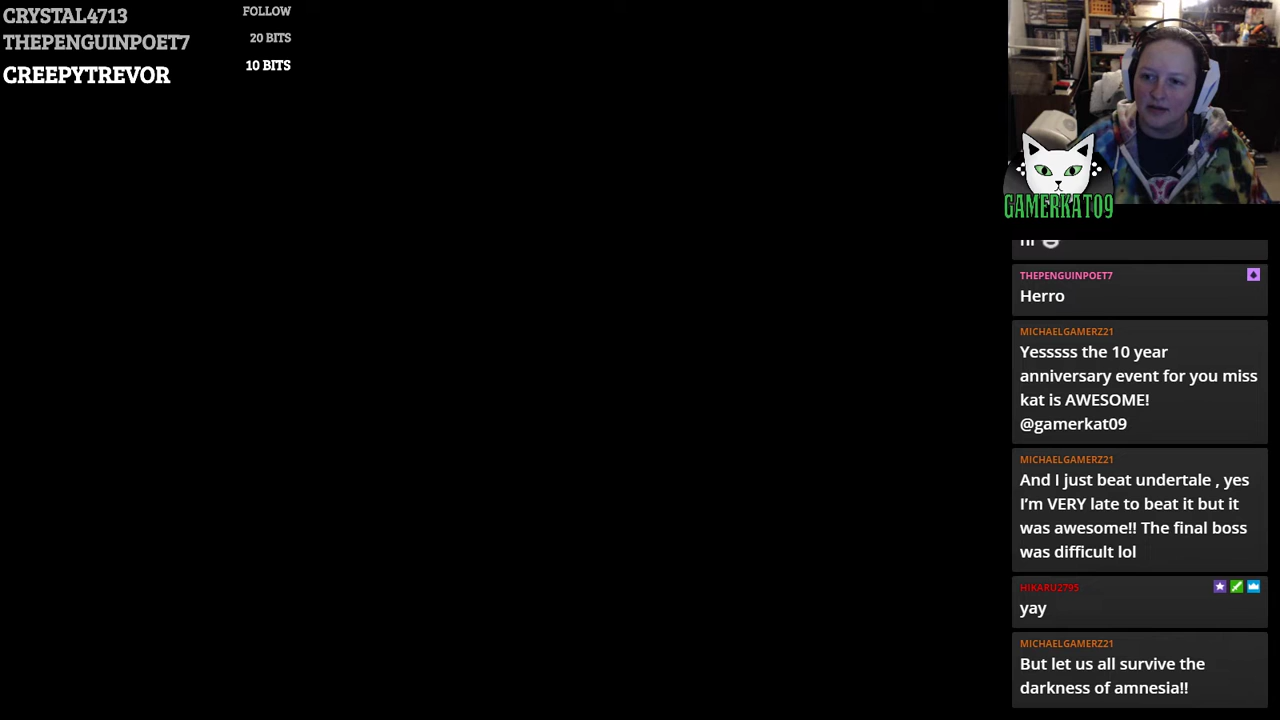 CRYSTAL4713 FOLLOW
THEPENGUINPOET7 20 BITS
CREEPYTREVOR 10 BITS
GAMERKAT09
THEPENGUINPOET7
Herro
MICHAELGAMERZ21
Yesssss the 10 year
anniversary event for you miss
kat is AWESOME!
@gamerkat09
MICHAELGAMERZ21
And I just beat undertale , yes
I’m VERY late to beat it but it
was awesome!! The final boss
was difficult lol
HIKARU2795
yay
MICHAELGAMERZ21
But let us all survive the
darkness of amnesia!!